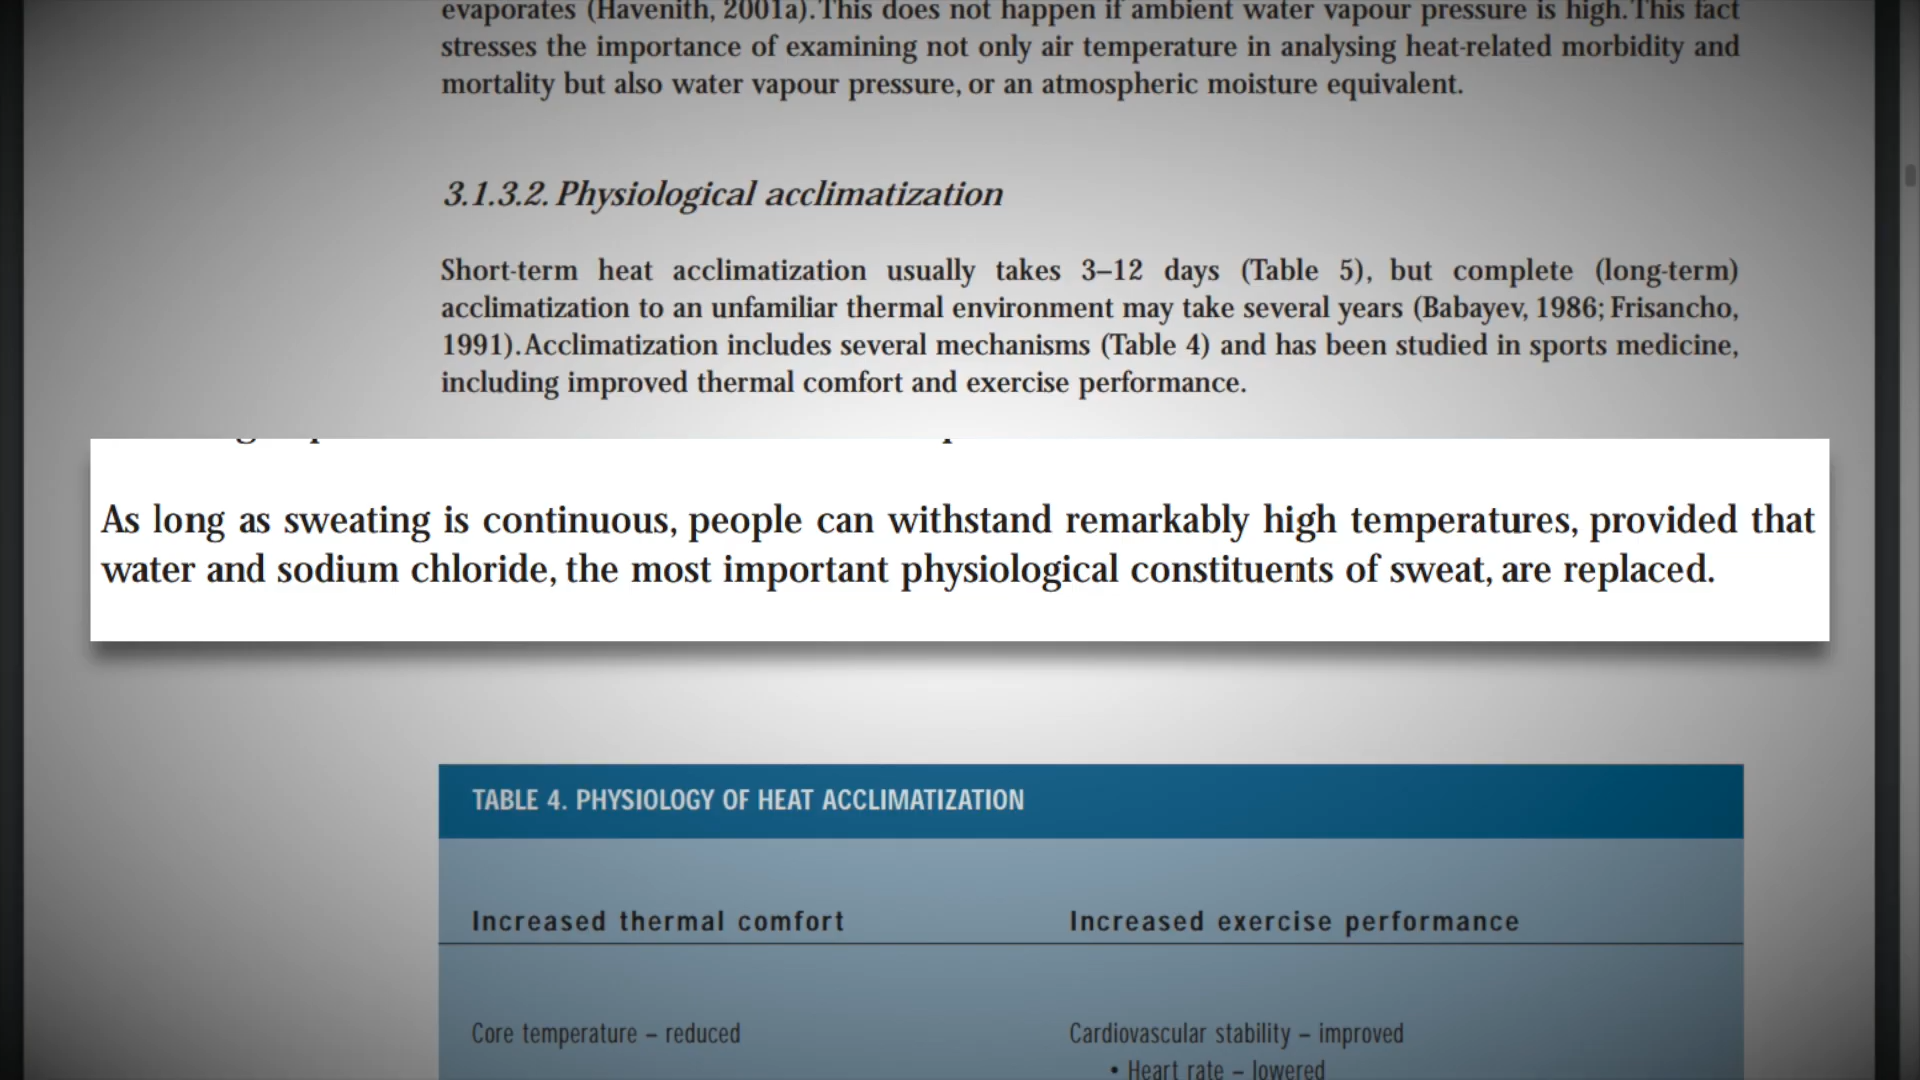 evaporates (Havenith, 2001a).This does not happen if ambient water vapour pressure is high.This fact
stresses the importance of examining not only air temperature in analysing heat-related morbidity and
mortality but also water vapour pressure, or an atmospheric moisture equivalent.
3.1.3.2. Physiological acclimatization
Short-term heat acclimatization usually takes 3–12 days (Table 5), but complete (long-term)
acclimatization to an unfamiliar thermal environment may take several years (Babayev, 1986; Frisancho,
1991).Acclimatization includes several mechanisms (Table 4) and has been studied in sports medicine,
including improved thermal comfort and exercise performance.
As long as sweating is continuous, people can withstand remarkably high temperatures, provided that
water and sodium chloride, the most important physiological constituents of sweat, are replaced.
TABLE 4. PHYSIOLOGY OF HEAT ACCLIMATIZATION
Increased thermal comfort Increased exercise performance
Core temperature – reduced Cardiovascular stability – improved
• Heart rate – lowered